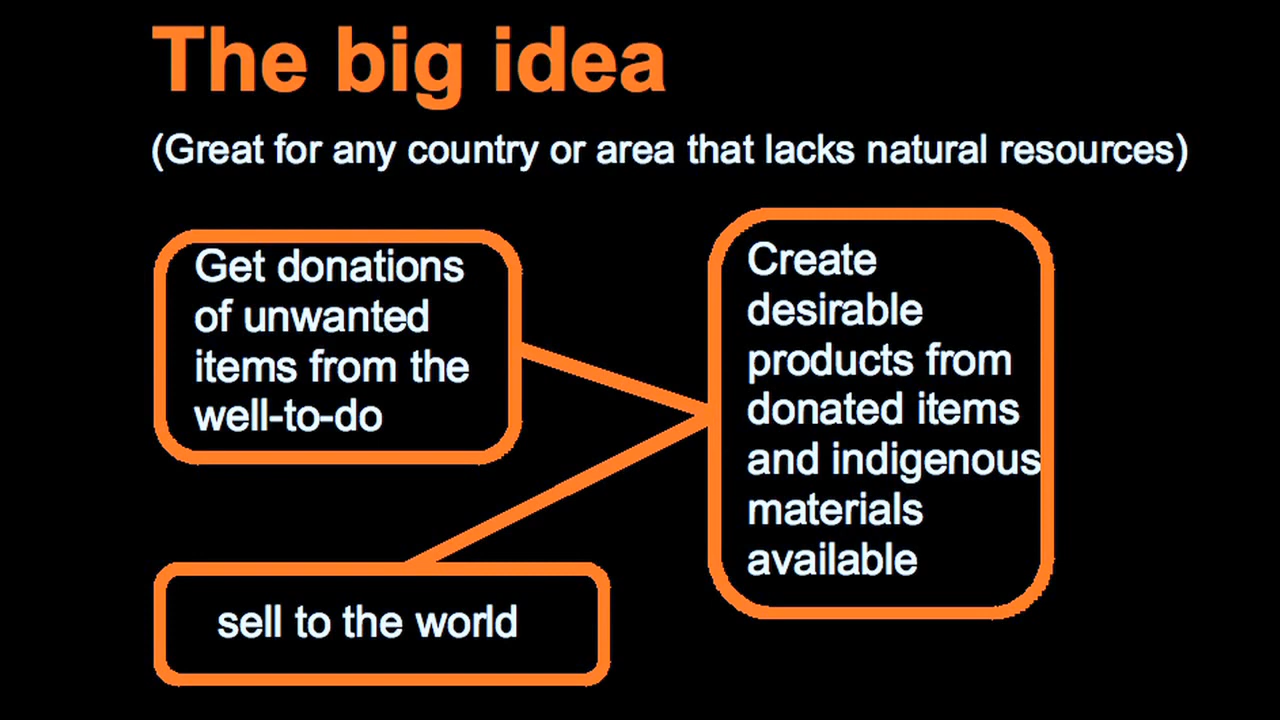 The big idea
(Great for any country or area that lacks natural resources)
Get donations
of unwanted
items from the
well-to-do
Create
desirable
products from
donated items
and indigenous
materials
available
sell to the world